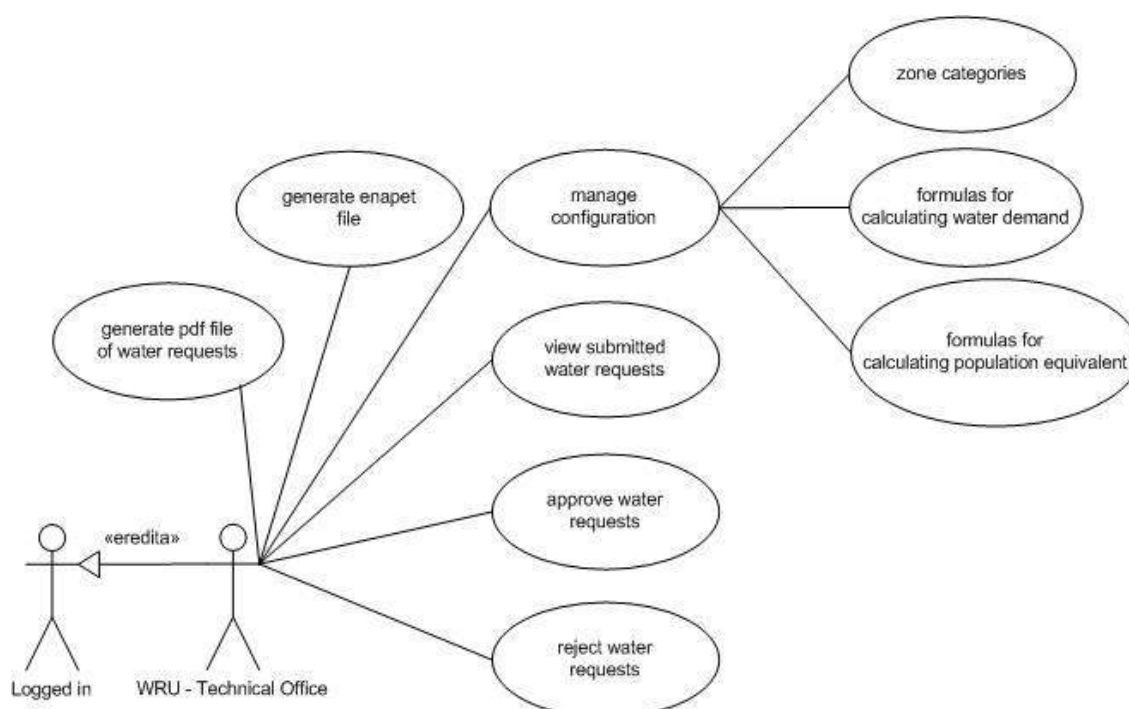 zone categories
generate enapet
file
manage
configuration
formulas for
calculating water demand
generate pdf file
of water requests
view submitted
water requests
formulas for
calculating population equivalent
approve water
requests
«eredita»
reject water
requests
Logged in
WRU - Technical Office